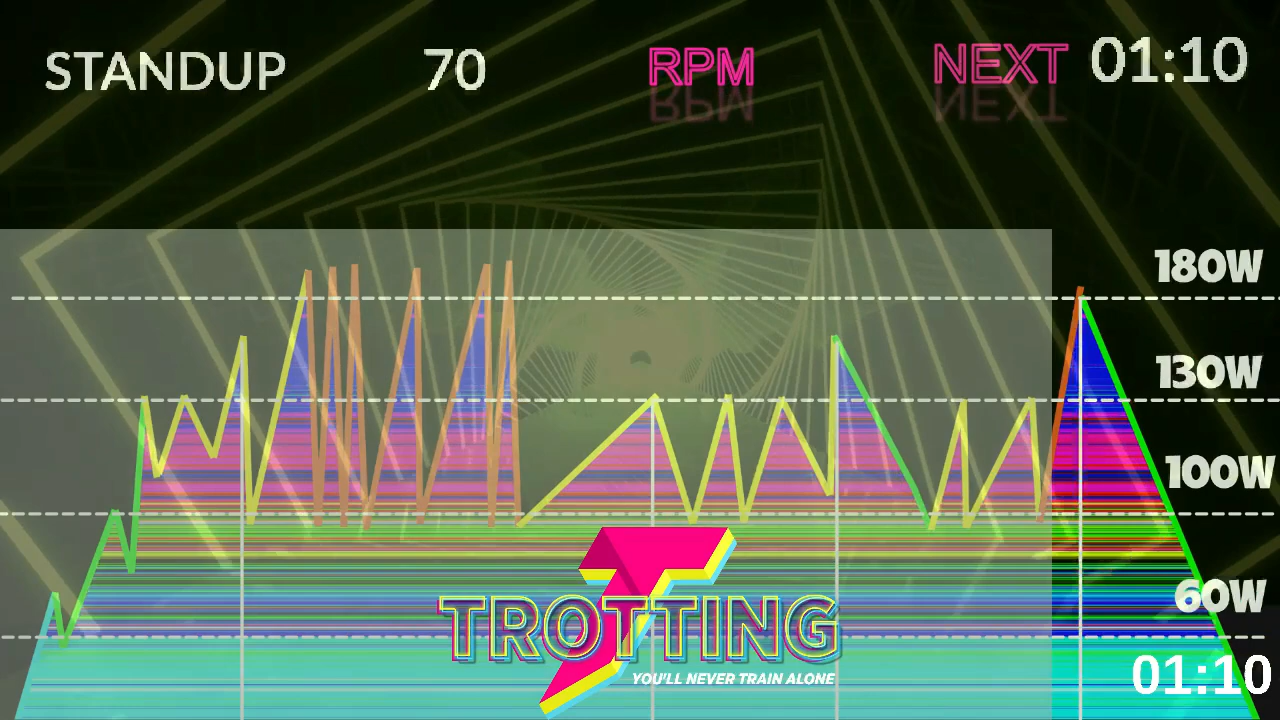 STANDUP 70 RPM NEXT 01:10
180W
130W
100W
60W
TROTTING
YOU'LL NEVER TRAIN ALONE
01:10